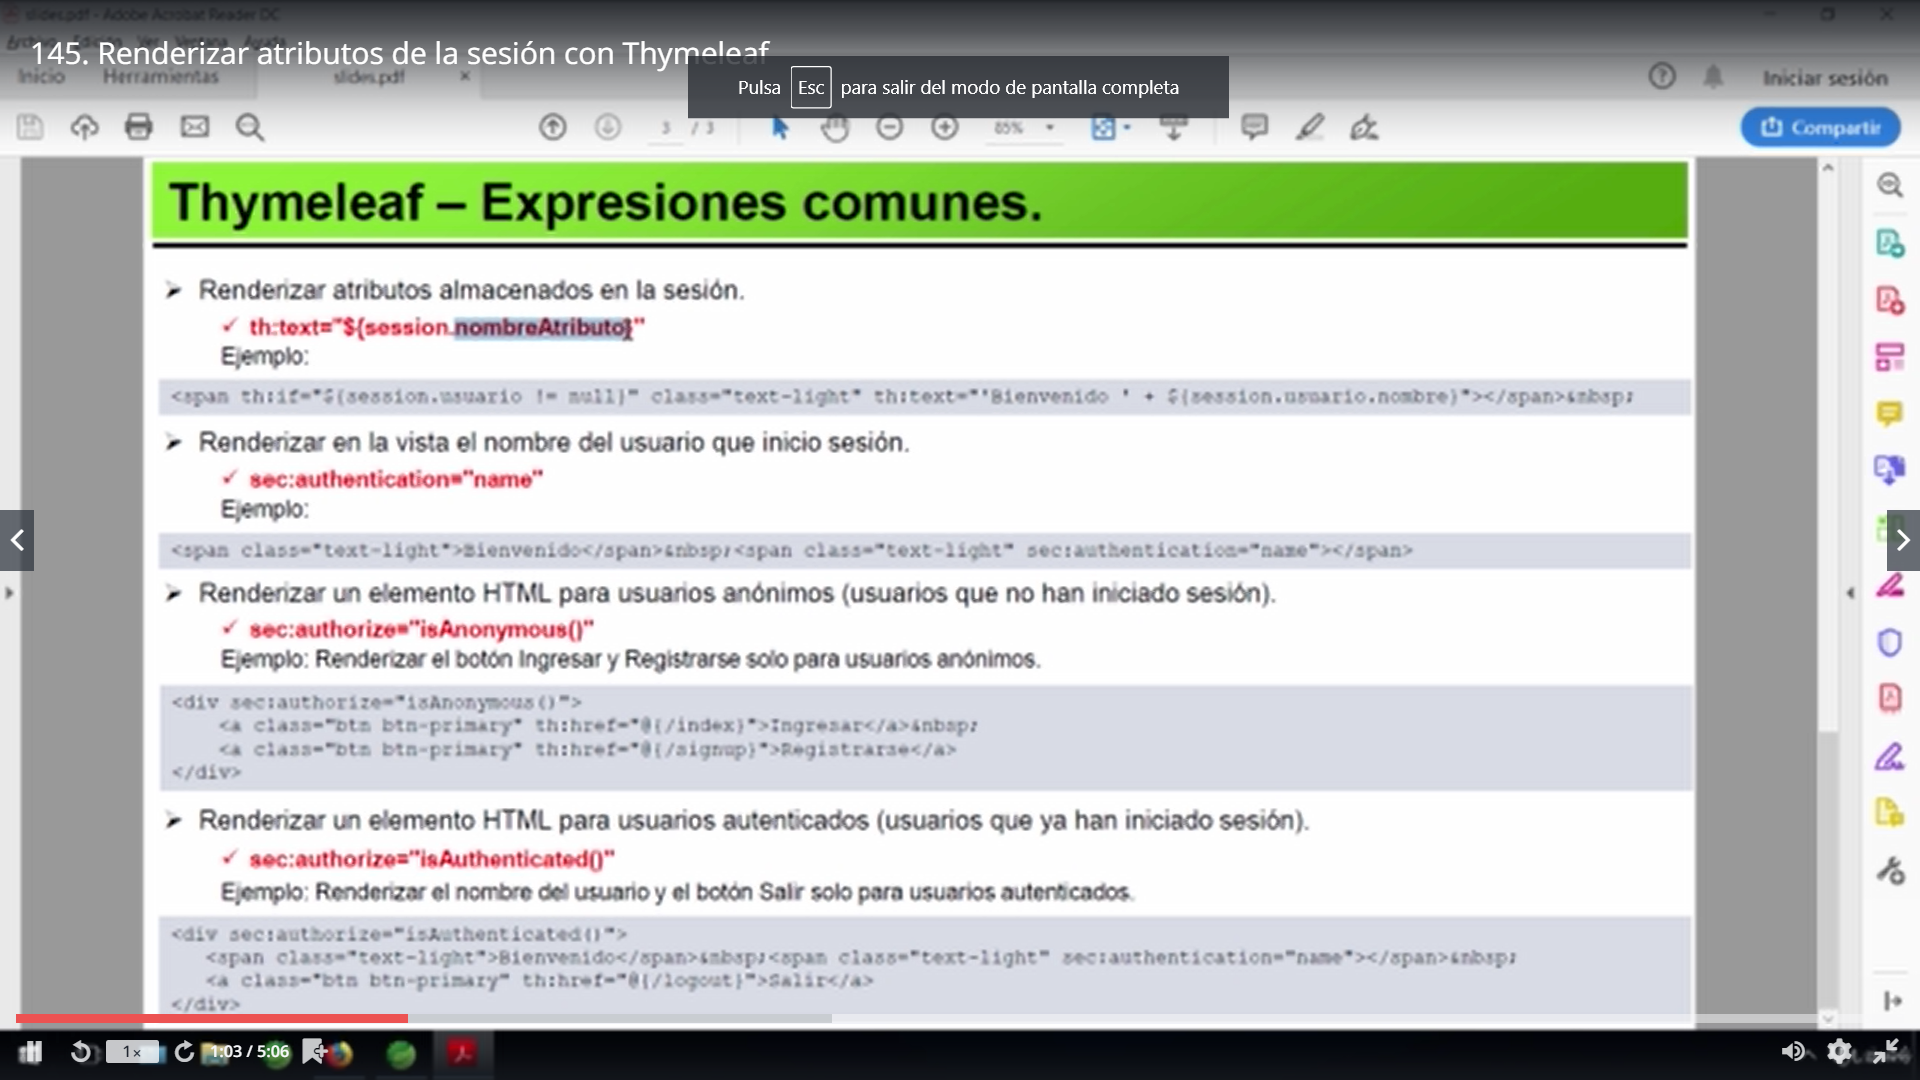 slides.pdf - Adobe Acrobat Reader DC
Archivo Edición Ver Ventana Ayuda
145. Renderizar atributos de la sesión con Thymeleaf
Pulsa Esc para salir del modo de pantalla completa
Inicio Herramientas slides.pdf × Iniciar sesión
3 / 3 85% Compartir
Thymeleaf – Expresiones comunes.
➢ Renderizar atributos almacenados en la sesión.
✓ th:text="${session.nombreAtributo}"
Ejemplo:
<span th:if="${session.usuario != null}" class="text-light" th:text="'Bienvenido ' + ${session.usuario.nombre}"></span>&nbsp;
➢ Renderizar en la vista el nombre del usuario que inicio sesión.
✓ sec:authentication="name"
Ejemplo:
<span class="text-light">Bienvenido</span>&nbsp;<span class="text-light" sec:authentication="name"></span>
➢ Renderizar un elemento HTML para usuarios anónimos (usuarios que no han iniciado sesión).
✓ sec:authorize="isAnonymous()"
Ejemplo: Renderizar el botón Ingresar y Registrarse solo para usuarios anónimos.
<div sec:authorize="isAnonymous()">
<a class="btn btn-primary" th:href="@{/index}">Ingresar</a>&nbsp;
<a class="btn btn-primary" th:href="@{/signup}">Registrarse</a>
</div>
➢ Renderizar un elemento HTML para usuarios autenticados (usuarios que ya han iniciado sesión).
✓ sec:authorize="isAuthenticated()"
Ejemplo: Renderizar el nombre del usuario y el botón Salir solo para usuarios autenticados.
<div sec:authorize="isAuthenticated()">
<span class="text-light">Bienvenido</span>&nbsp;<span class="text-light" sec:authentication="name"></span>&nbsp;
<a class="btn btn-primary" th:href="@{/logout}">Salir</a>
</div>
1× 1:03 / 5:06